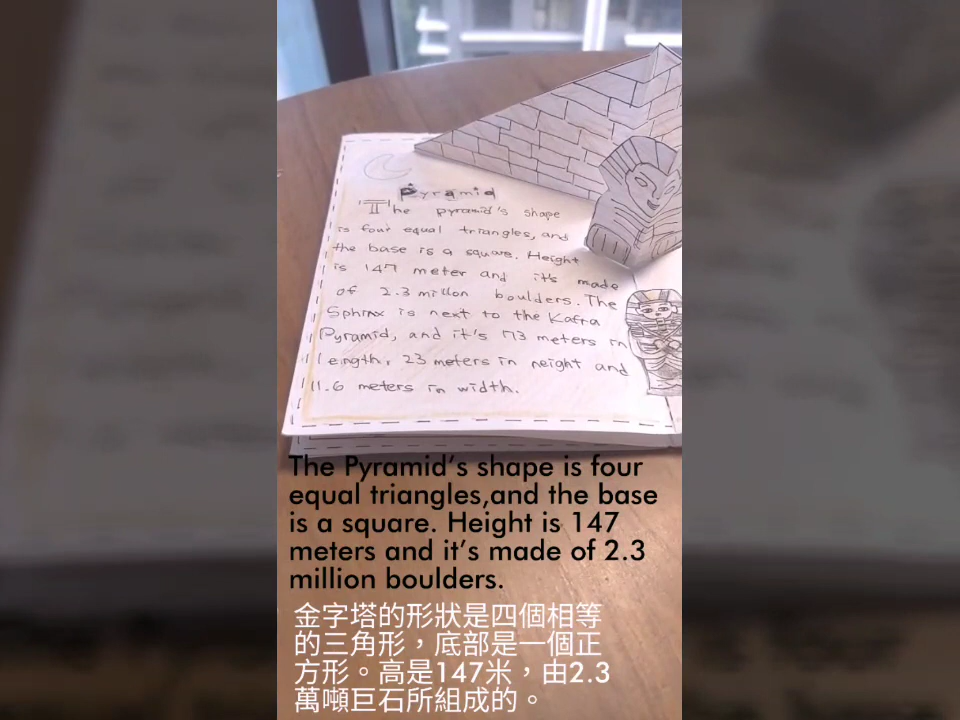 Pyramid
The pyramid's shape
is four equal triangles, and
the base is a square. Height
is 147 meter and it's made
of 2.3 millon boulders. The
Sphinx is next to the Kafra
Pyramid, and it's 73 meters in
leingth, 23 meters in neight and
11.6 meters in width.
The Pyramid's shape is four
equal triangles,and the base
is a square. Height is 147
meters and it's made of 2.3
million boulders.
金字塔的形狀是四個相等
的三角形，底部是一個正
方形。高是147米，由2.3
萬噸巨石所組成的。